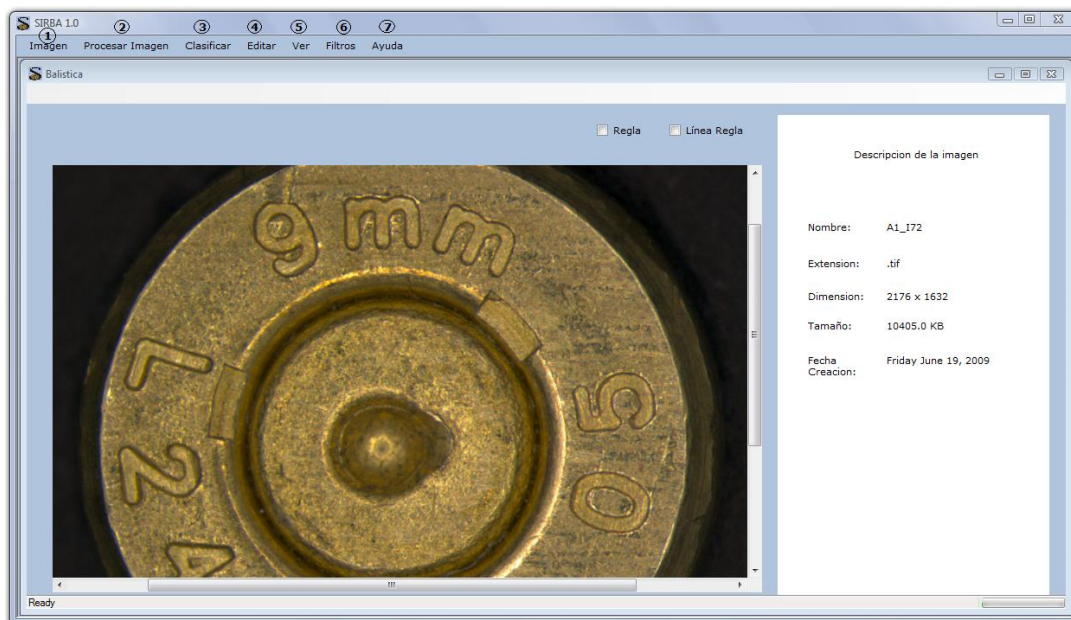 SIRBA 1.0
① ② ③ ④ ⑤ ⑥ ⑦
Imagen Procesar Imagen Clasificar Editar Ver Filtros Ayuda
Balistica
Regla Línea Regla
Descripcion de la imagen
Nombre: A1_I72
Extension: .tif
Dimension: 2176 x 1632
Tamaño: 10405.0 KB
Fecha Creacion: Friday June 19, 2009
9mm
50
L
2
4
Ready